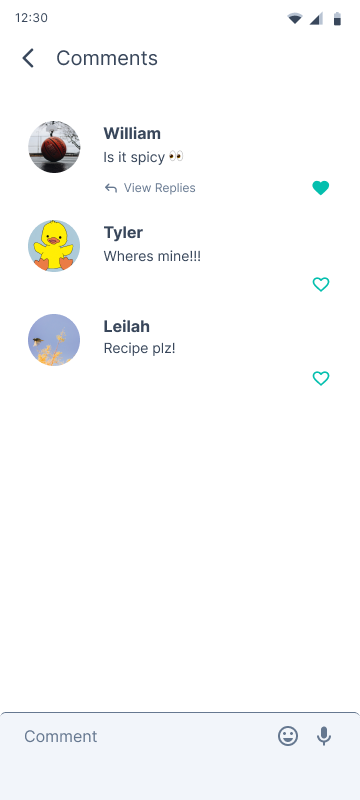 12:30
Comments
William
Is it spicy 👀
View Replies
Tyler
Wheres mine!!!
Leilah
Recipe plz!
Comment